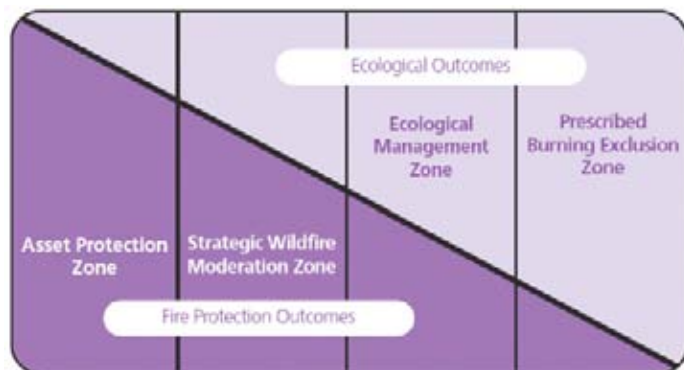 Ecological Outcomes
Ecological
Management
Zone
Prescribed
Burning Exclusion
Zone
Asset Protection
Zone
Strategic Wildfire
Moderation Zone
Fire Protection Outcomes